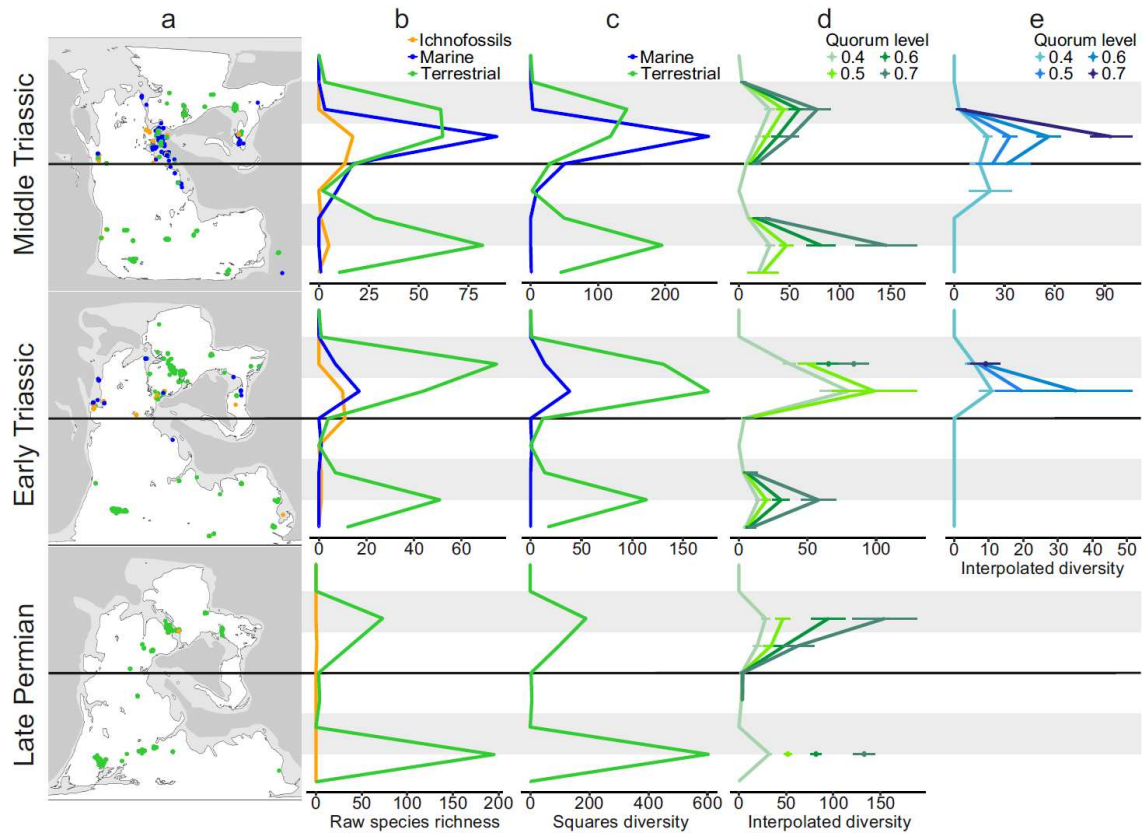 a b c d e
Ichnofossils
Marine
Terrestrial
Marine
Terrestrial
Quorum level
0.4 0.6
0.5 0.7
Quorum level
0.4 0.6
0.5 0.7
Middle Triassic
0 25 50 75
0 100 200
0 50 100 150
0 30 60 90
Early Triassic
0 20 40 60
0 50 100 150
0 50 100
0 10 20 30 40 50
Interpolated diversity
Late Permian
0 50 100 150 200
0 200 400 600
0 50 100 150
Raw species richness
Squares diversity
Interpolated diversity